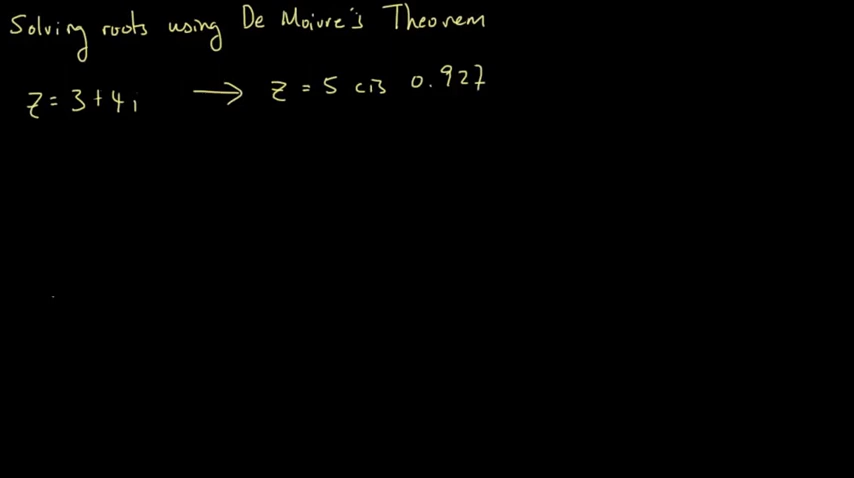 Solving roots using De Moivre's Theorem
z = 3 + 4i → z = 5 cis 0.927